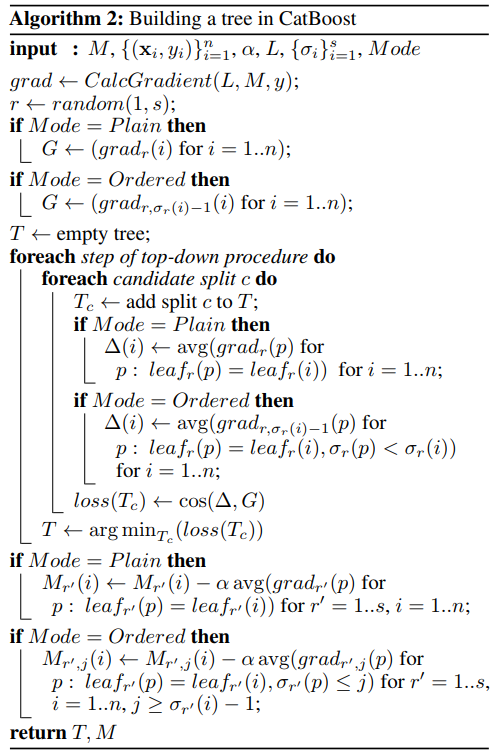 Algorithm 2: Building a tree in CatBoost
input : M, {(x_i, y_i)}_{i=1}^n, α, L, {σ_i}_{i=1}^s, Mode
grad ← CalcGradient(L, M, y);
r ← random(1, s);
if Mode = Plain then
G ← (grad_r(i) for i = 1..n);
if Mode = Ordered then
G ← (grad_{r,σ_r(i)−1}(i) for i = 1..n);
T ← empty tree;
foreach step of top-down procedure do
foreach candidate split c do
T_c ← add split c to T;
if Mode = Plain then
Δ(i) ← avg(grad_r(p) for
p : leaf_r(p) = leaf_r(i)) for i = 1..n;
if Mode = Ordered then
Δ(i) ← avg(grad_{r,σ_r(i)−1}(p) for
p : leaf_r(p) = leaf_r(i), σ_r(p) < σ_r(i))
for i = 1..n;
loss(T_c) ← cos(Δ, G)
T ← arg min_{T_c}(loss(T_c))
if Mode = Plain then
M_{r'}(i) ← M_{r'}(i) − α avg(grad_{r'}(p) for
p : leaf_{r'}(p) = leaf_{r'}(i)) for r' = 1..s, i = 1..n;
if Mode = Ordered then
M_{r',j}(i) ← M_{r',j}(i) − α avg(grad_{r',j}(p) for
p : leaf_{r'}(p) = leaf_{r'}(i), σ_{r'}(p) ≤ j) for r' = 1..s,
i = 1..n, j ≥ σ_{r'}(i) − 1;
return T, M